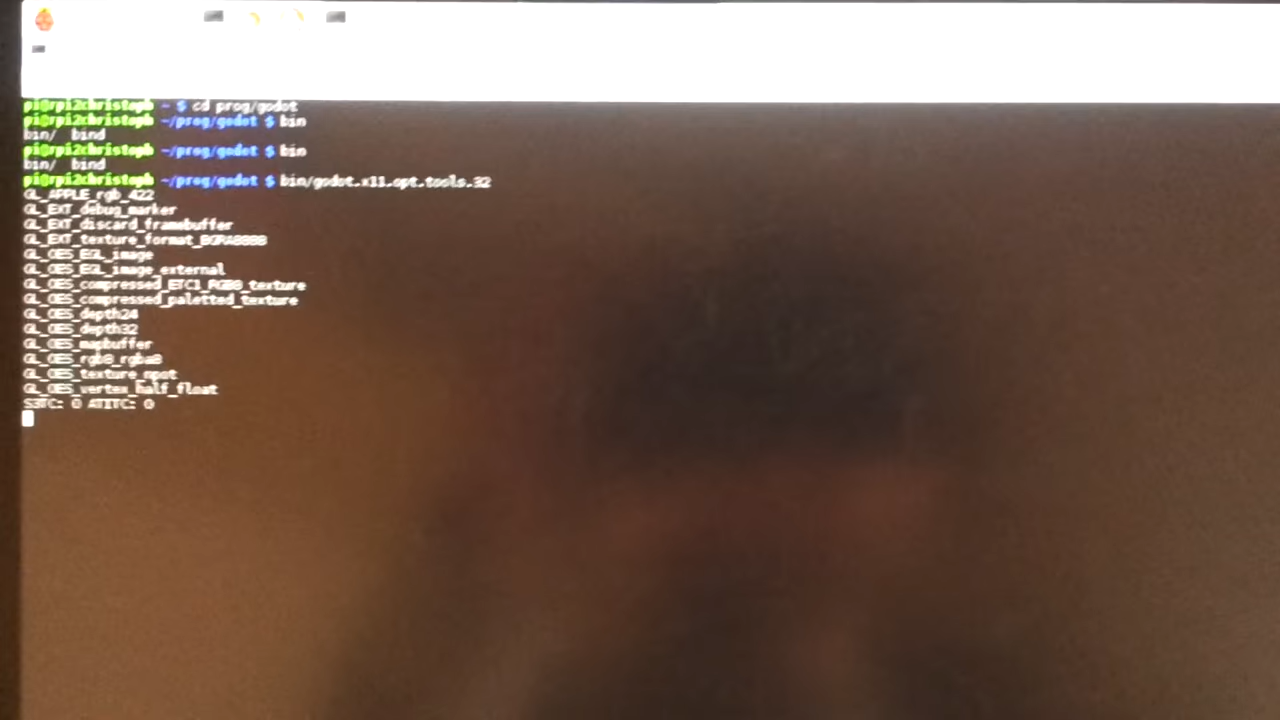 pi@rpi2christoph ~ $ cd prog/godot
pi@rpi2christoph ~/prog/godot $ bin
bin/  bind
pi@rpi2christoph ~/prog/godot $ bin
bin/  bind
pi@rpi2christoph ~/prog/godot $ bin/godot.x11.opt.tools.32
GL_APPLE_rgb_422
GL_EXT_debug_marker
GL_EXT_discard_framebuffer
GL_EXT_texture_format_BGRA8888
GL_OES_EGL_image
GL_OES_EGL_image_external
GL_OES_compressed_ETC1_RGB8_texture
GL_OES_compressed_paletted_texture
GL_OES_depth24
GL_OES_depth32
GL_OES_mapbuffer
GL_OES_rgb8_rgba8
GL_OES_texture_npot
GL_OES_vertex_half_float
S3TC: 0 ATITC: 0